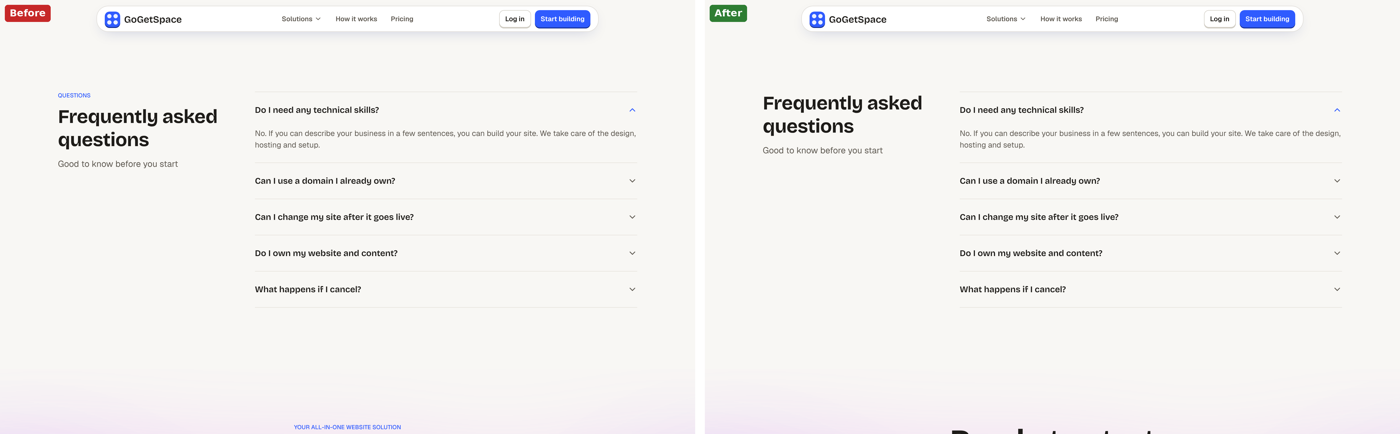 Before
GoGetSpace
Solutions
How it works
Pricing
Log in
Start building
QUESTIONS
Frequently asked
questions
Good to know before you start
Do I need any technical skills?
No. If you can describe your business in a few sentences, you can build your site. We take care of the design,
hosting and setup.
Can I use a domain I already own?
Can I change my site after it goes live?
Do I own my website and content?
What happens if I cancel?
YOUR ALL-IN-ONE WEBSITE SOLUTION
After
GoGetSpace
Solutions
How it works
Pricing
Log in
Start building
Frequently asked
questions
Good to know before you start
Do I need any technical skills?
No. If you can describe your business in a few sentences, you can build your site. We take care of the design,
hosting and setup.
Can I use a domain I already own?
Can I change my site after it goes live?
Do I own my website and content?
What happens if I cancel?